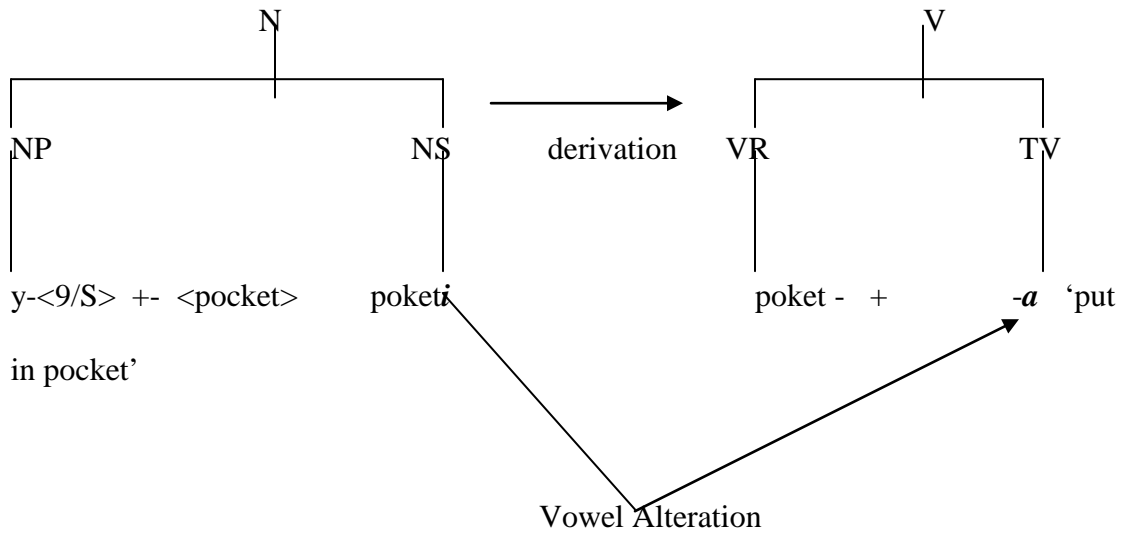 N V
NP NS derivation VR TV
y-<9/S> +- <pocket> poketi poket - + -a ‘put
in pocket’
Vowel Alteration